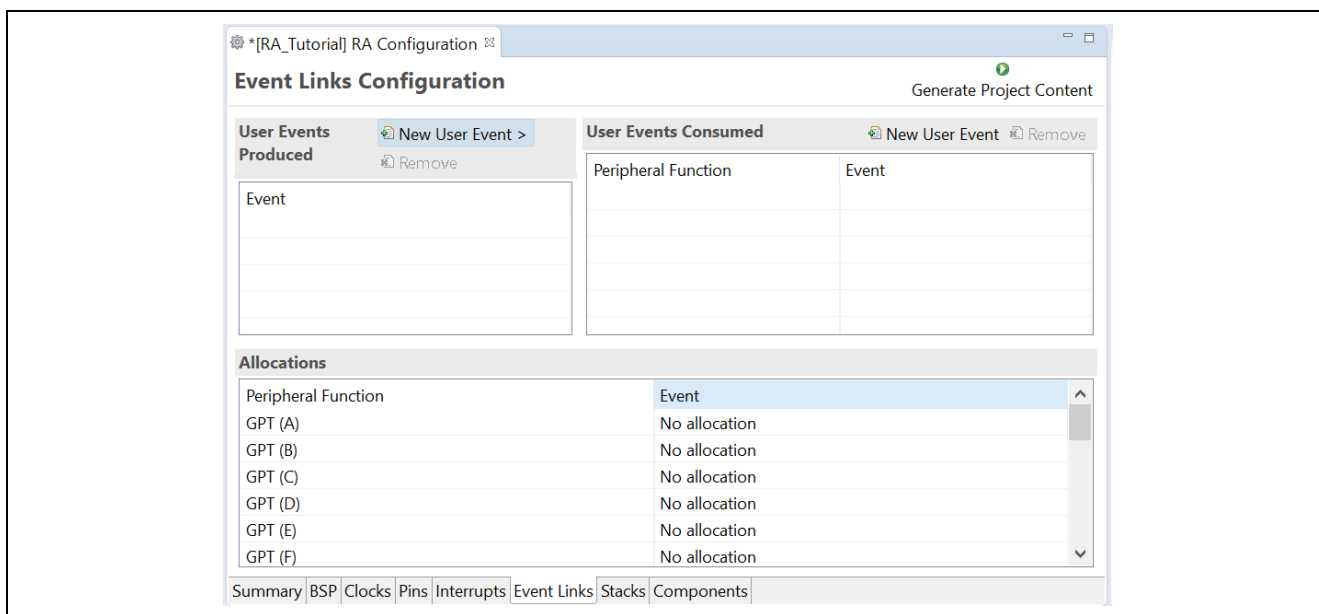 *[RA_Tutorial] RA Configuration
Event Links Configuration
Generate Project Content
User Events Produced
New User Event >
Remove
Event
User Events Consumed
New User Event Remove
Peripheral Function Event
Allocations
Peripheral Function Event
GPT (A) No allocation
GPT (B) No allocation
GPT (C) No allocation
GPT (D) No allocation
GPT (E) No allocation
GPT (F) No allocation
Summary BSP Clocks Pins Interrupts Event Links Stacks Components